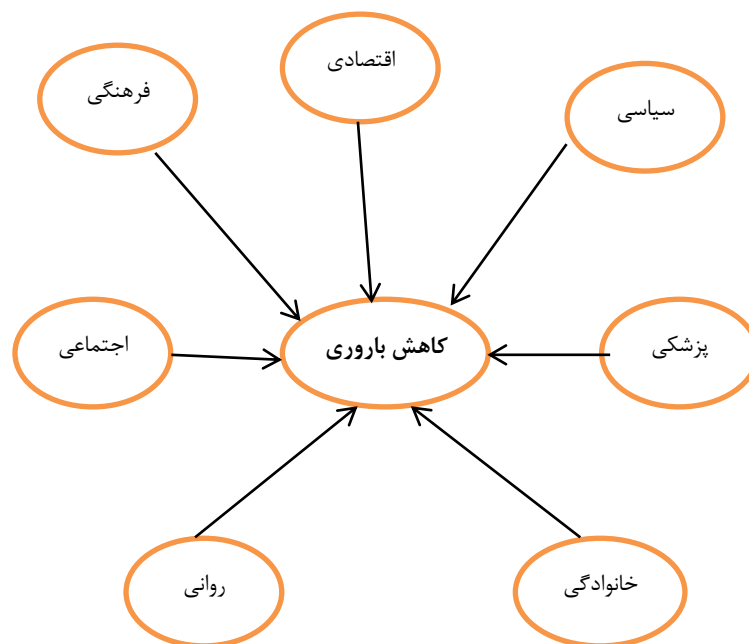 اقتصادی
فرهنگی
سیاسی
اجتماعی
کاهش باروری
پزشکی
روانی
خانوادگی